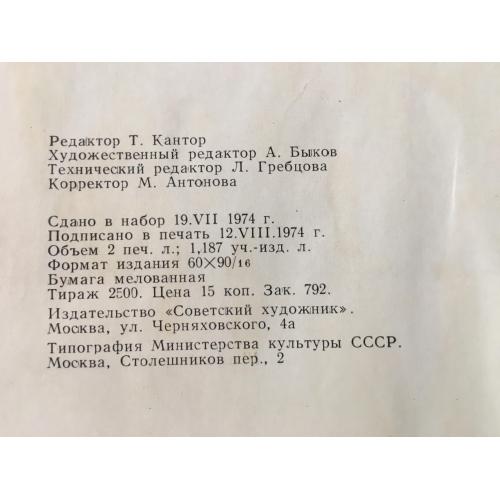 Редактор Т. Кантор
Художественный редактор А. Быков
Технический редактор Л. Гребцова
Корректор М. Антонова
Сдано в набор 19.VII 1974 г.
Подписано в печать 12.VIII.1974 г.
Объем 2 печ. л.; 1,187 уч.-изд. л.
Формат издания 60×90/16
Бумага мелованная
Тираж 2500. Цена 15 коп. Зак. 792.
Издательство «Советский художник».
Москва, ул. Черняховского, 4а
Типография Министерства культуры СССР.
Москва, Столешников пер., 2